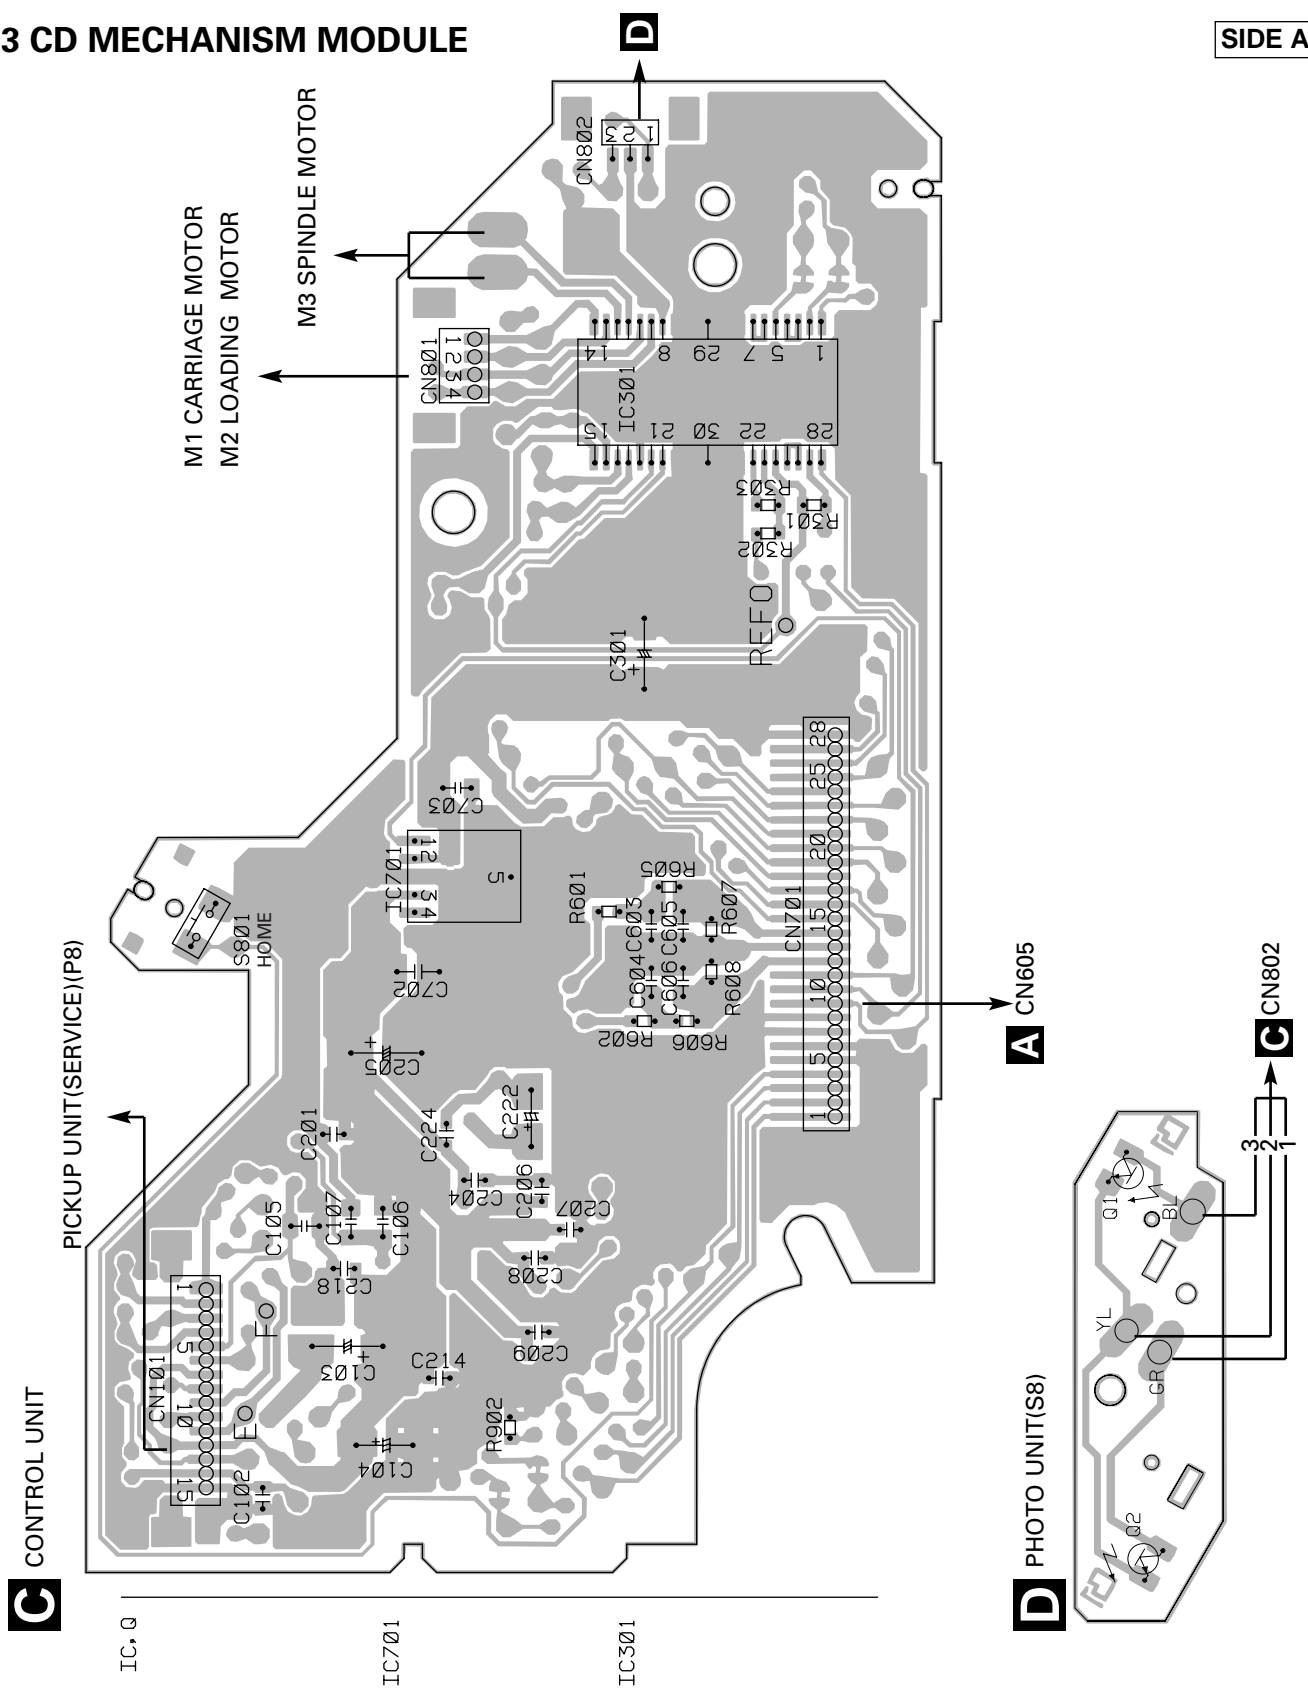 3 CD MECHANISM MODULE
SIDE A
D
M1 CARRIAGE MOTOR
M2 LOADING MOTOR
M3 SPINDLE MOTOR
CN802
3 2 1
CN801
1 2 3 4
14 8 29 7 5 1
IC301
15 21 30 22 28
R303
R301
R302
REFO
C301
+
C703
IC701
1 2 3 4 5
S801
HOME
PICKUP UNIT(SERVICE)(P8)
C702
C205
+
R601
R605
C603
C605
R607
C604
C606
R608
R602
R606
CN701
28 25 20 15 10 5 1
A CN605
C201
C224
C222
+
C204
C206
C207
C208
C209
C105
C107
C106
C218
CN101
1 5 10 15
F
E
C103
+
C214
C102
C104
+
R902
C CONTROL UNIT
IC, Q
IC701
IC301
D PHOTO UNIT(S8)
Q1
BL
YL
GR
Q2
3
2
1
C CN802